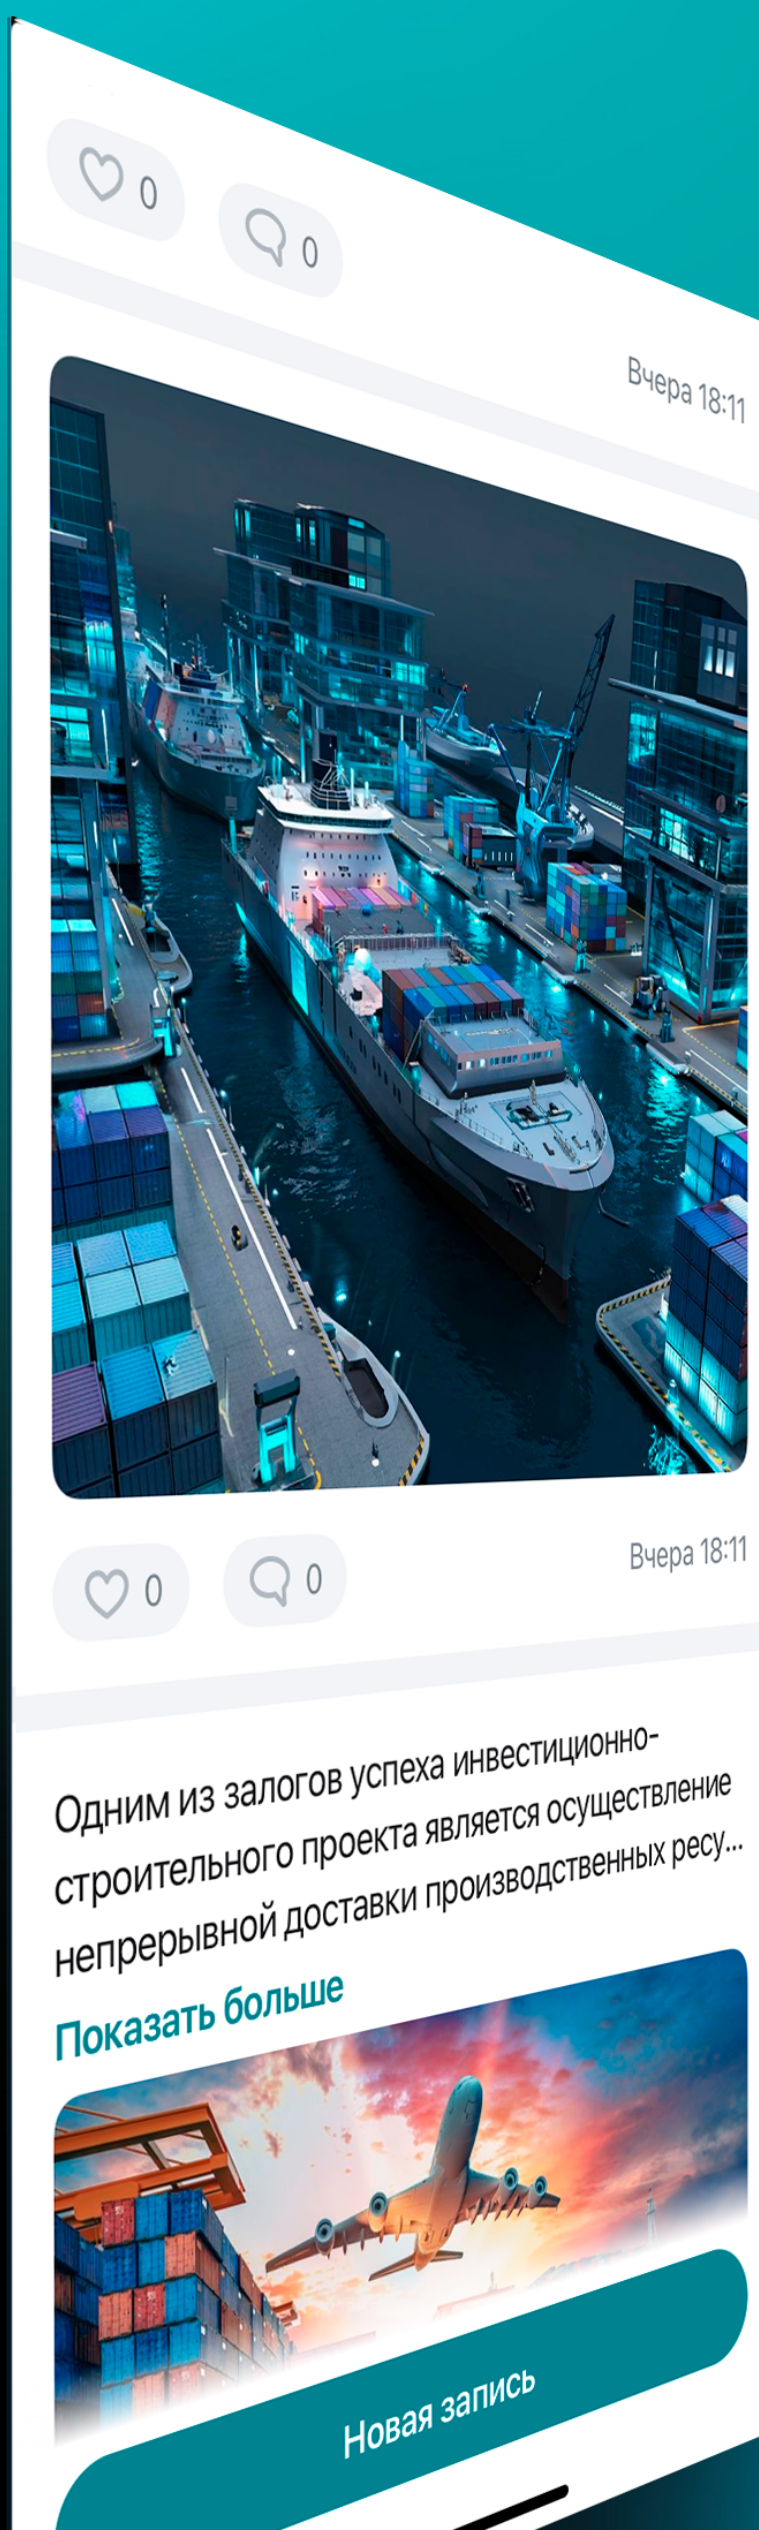 0 0
Вчера 18:11
0 0
Вчера 18:11
Одним из залогов успеха инвестиционно-
строительного проекта является осуществление
непрерывной доставки производственных ресу...
Показать больше
Новая запись